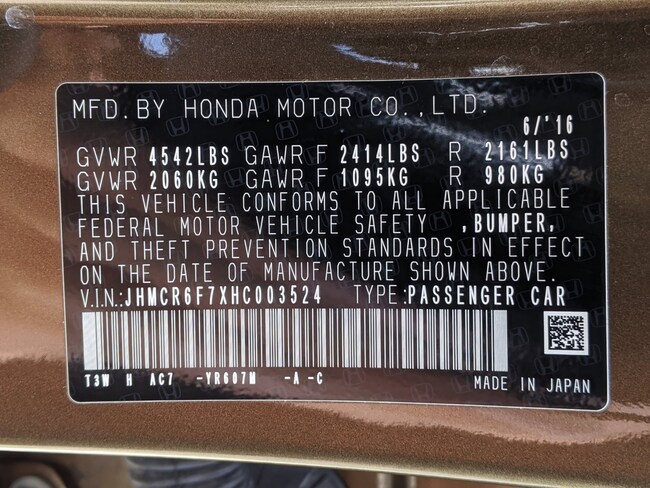 MFD. BY HONDA MOTOR CO., LTD.
6/'16
GVWR 4542LBS GAWR F 2414LBS R 2161LBS
GVWR 2060KG GAWR F 1095KG R 980KG
THIS VEHICLE CONFORMS TO ALL APPLICABLE
FEDERAL MOTOR VEHICLE SAFETY ,BUMPER,
AND THEFT PREVENTION STANDARDS IN EFFECT
ON THE DATE OF MANUFACTURE SHOWN ABOVE.
V.I.N.:JHMCR6F7XHC003524 TYPE:PASSENGER CAR
T3W H AC7 -YR607M -A -C
MADE IN JAPAN